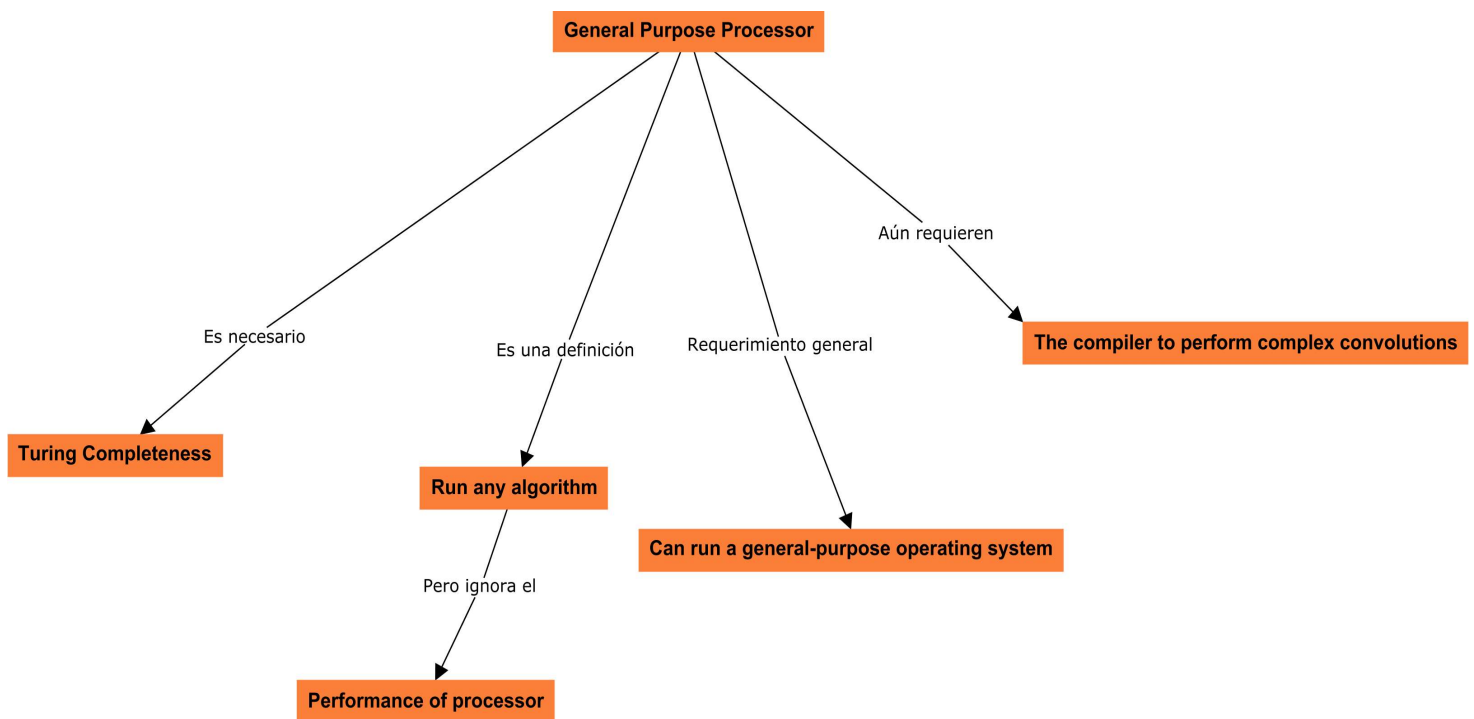 General Purpose Processor
Aún requieren
Es necesario
Es una definición
Requerimiento general
The compiler to perform complex convolutions
Turing Completeness
Run any algorithm
Can run a general-purpose operating system
Pero ignora el
Performance of processor